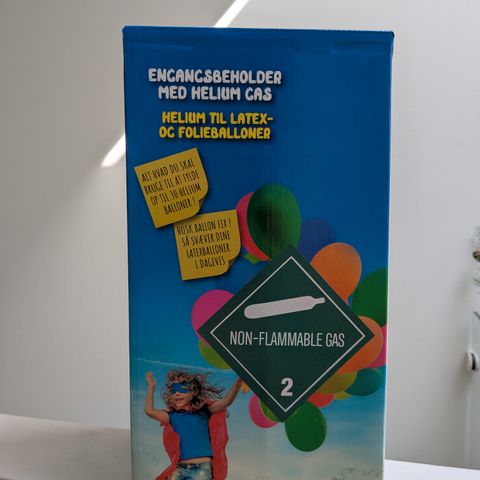 ENGANGSBEHOLDER
MED HELIUM GAS
HELIUM TIL LATEX-
OG FOLIEBALLONER
ALT HVAD DU SKAL
BRUGE TIL AT FYLDE
OP TIL 30 HELIUM
BALLONER!
HUSK BALLON FIX!
SÅ SVÆVER DINE
LATEXBALLONER
I DAGEVIS
NON-FLAMMABLE GAS
2